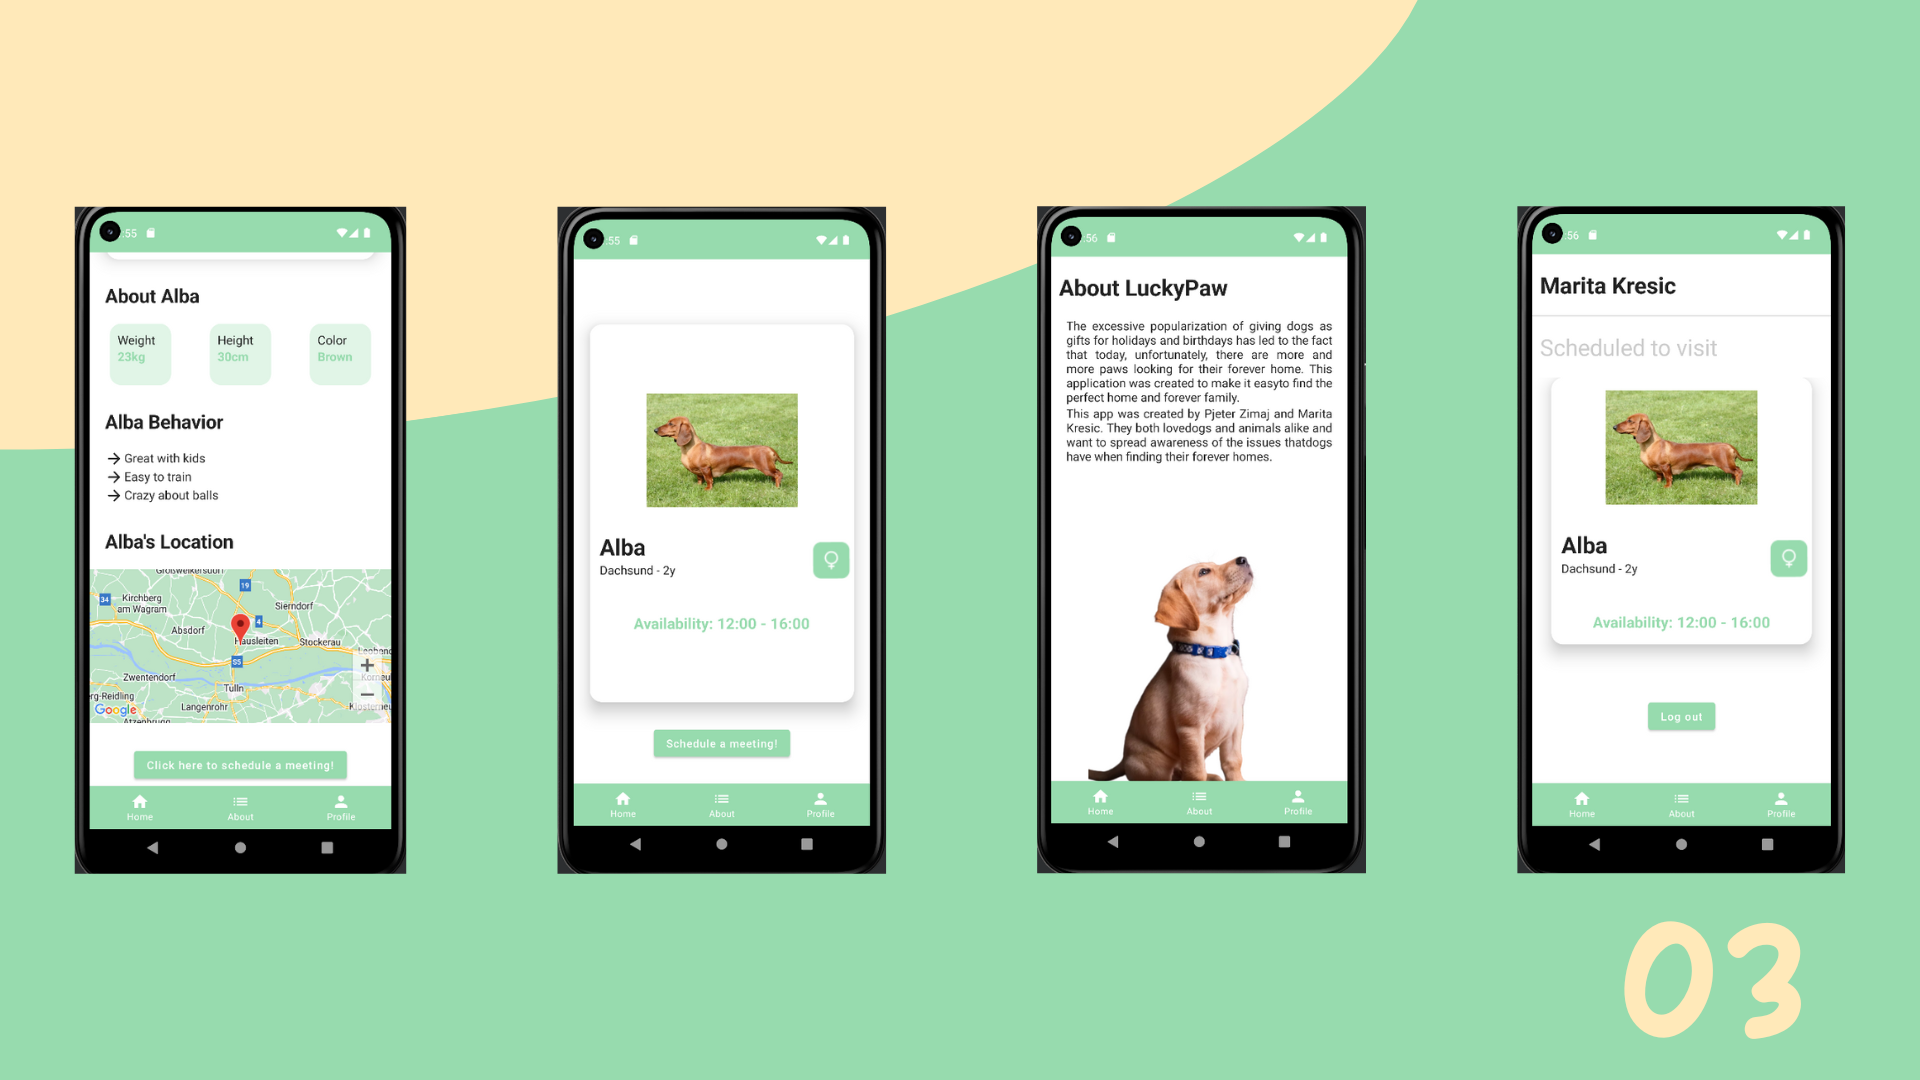 :55
About Alba
Weight
23kg
Height
30cm
Color
Brown
Alba Behavior
→ Great with kids
→ Easy to train
→ Crazy about balls
Alba's Location
Großweikersdorf
19
34
Kirchberg
am Wagram
Sierndorf
4
Absdorf
Hausleiten
Stockerau
S5
+
Zwentendorf
Korneu
Tulln
−
rg-Reidling
Google
Langenrohr
Klosterneu
Atzenbrugg
Click here to schedule a meeting!
Home
About
Profile
:55
Alba
Dachsund - 2y
Availability: 12:00 - 16:00
Schedule a meeting!
Home
About
Profile
:56
About LuckyPaw
The excessive popularization of giving dogs as
gifts for holidays and birthdays has led to the fact
that today, unfortunately, there are more and
more paws looking for their forever home. This
application was created to make it easyto find the
perfect home and forever family.
This app was created by Pjeter Zimaj and Marita
Kresic. They both lovedogs and animals alike and
want to spread awareness of the issues thatdogs
have when finding their forever homes.
Home
About
Profile
:56
Marita Kresic
Scheduled to visit
Alba
Dachsund - 2y
Availability: 12:00 - 16:00
Log out
Home
About
Profile
03